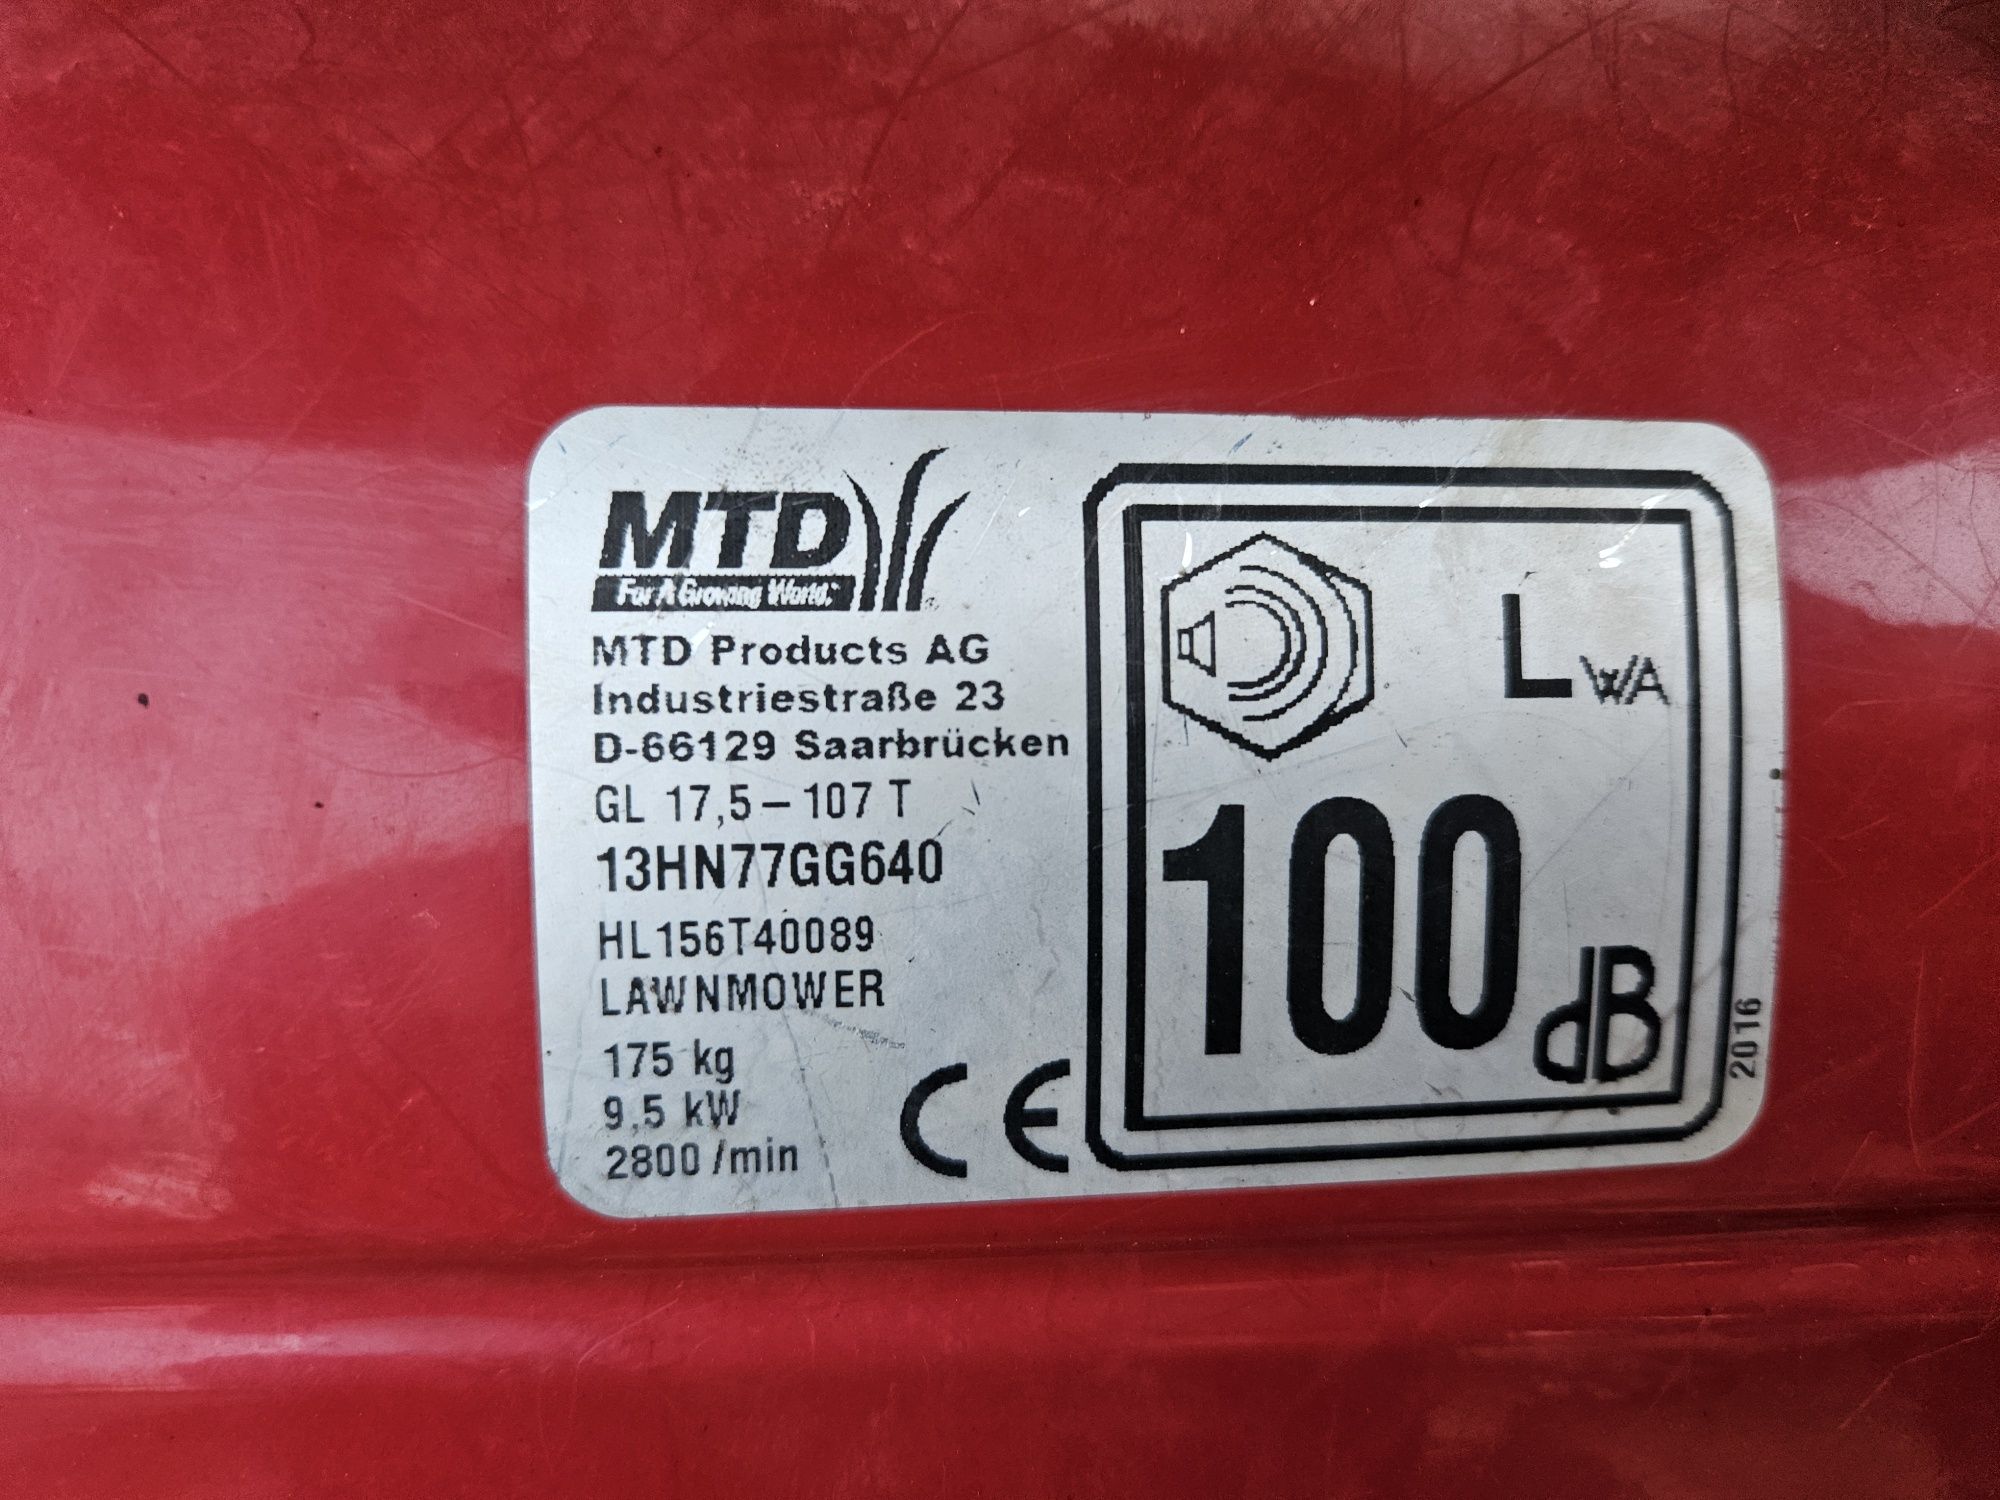 MTD
For A Growing World.
MTD Products AG
Industriestraße 23
D-66129 Saarbrücken
GL 17,5 – 107 T
13HN77GG640
HL156T40089
LAWNMOWER
175 kg
9,5 kW
2800 /min
CE
LWA
100 dB
2016